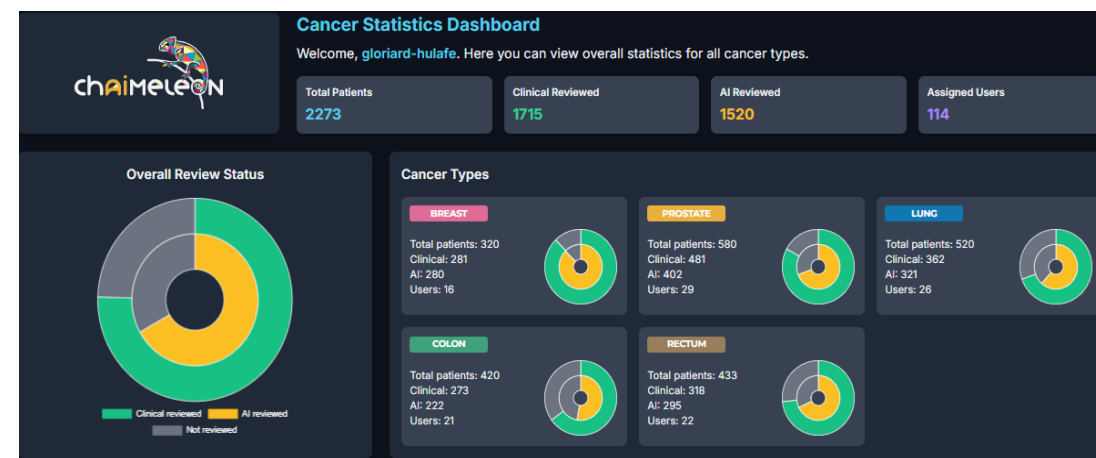 chaimeleon
Cancer Statistics Dashboard
Welcome, gloriard-hulafe. Here you can view overall statistics for all cancer types.
Total Patients
2273
Clinical Reviewed
1715
AI Reviewed
1520
Assigned Users
114
Overall Review Status
Clinical reviewed
AI reviewed
Not reviewed
Cancer Types
BREAST
Total patients: 320
Clinical: 281
AI: 280
Users: 16
PROSTATE
Total patients: 580
Clinical: 481
AI: 402
Users: 29
LUNG
Total patients: 520
Clinical: 362
AI: 321
Users: 26
COLON
Total patients: 420
Clinical: 273
AI: 222
Users: 21
RECTUM
Total patients: 433
Clinical: 318
AI: 295
Users: 22